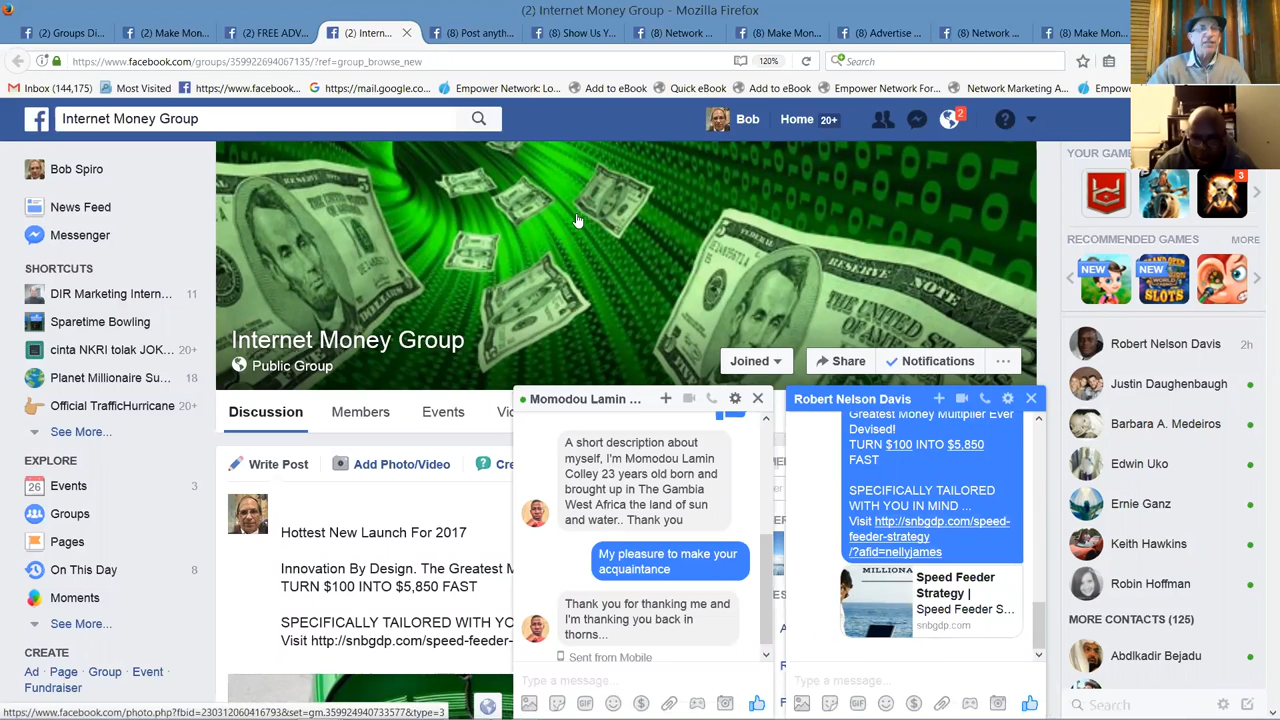 (2) Internet Money Group - Mozilla Firefox
(2) Groups Di...
(2) Make Mon...
(2) FREE ADV...
(2) Intern...
(8) Post anyth...
(8) Show Us ...
(8) Network ...
(8) Make Mon...
(8) Advertise ...
(8) Network ...
(8) Make Mon
https://www.facebook.com/groups/359922694067135/?ref=group_browse_new
120%
Search
Inbox (144,175)
Most Visited
https://www.facebook...
https://mail.google.co...
Empower Network: Lo...
Add to eBook
Quick eBook
Add to eBook
Empower Network For...
Network Marketing A...
Empowe
Internet Money Group
Bob
Home 20+
2
Bob Spiro
News Feed
Messenger
SHORTCUTS
DIR Marketing Intern... 11
Sparetime Bowling
cinta NKRI tolak JOK... 20+
Planet Millionaire Su... 18
Official TrafficHurricane 20+
See More...
EXPLORE
Events 3
Groups
Pages
On This Day 8
Moments
See More...
CREATE
Ad · Page · Group · Event ·
Fundraiser
Internet Money Group
Public Group
Joined
Share
Notifications
Discussion
Members
Events
Write Post
Add Photo/Video
Hottest New Launch For 2017
Innovation By Design. The Greatest M
TURN $100 INTO $5,850 FAST
SPECIFICALLY TAILORED WITH YO
Visit http://snbgdp.com/speed-feeder-
Momodou Lamin ...
A short description about
myself, I'm Momodou Lamin
Colley 23 years old born and
brought up in The Gambia
West Africa the land of sun
and water.. Thank you
My pleasure to make your
acquaintance
Thank you for thanking me and
I'm thanking you back in
thorns...
Sent from Mobile
Type a message...
GIF
Robert Nelson Davis
Greatest Money Multiplier Ever
Devised!
TURN $100 INTO $5,850
FAST
SPECIFICALLY TAILORED
WITH YOU IN MIND ...
Visit http://snbgdp.com/speed-
feeder-strategy
/?afid=nellyjames
MILLIONA
Speed Feeder
Strategy |
Speed Feeder S...
snbgdp.com
Type a message...
GIF
YOUR GAME
3
RECOMMENDED GAMES MORE
NEW
NEW
SLOTS
Robert Nelson Davis 2h
Justin Daughenbaugh
Barbara A. Medeiros
Edwin Uko
Ernie Ganz
Keith Hawkins
Robin Hoffman
MORE CONTACTS (125)
Abdlkadir Bejadu
Search
https://www.facebook.com/photo.php?fbid=230312060416793&set=gm.359924940733577&type=3